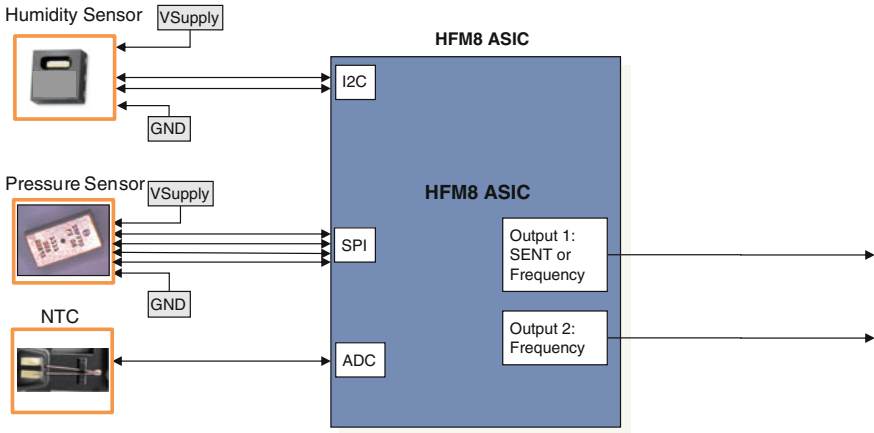 Humidity Sensor
VSupply
HFM8 ASIC
I2C
GND
Pressure Sensor
VSupply
HFM8 ASIC
SPI
Output 1:
SENT or
Frequency
GND
NTC
Output 2:
Frequency
ADC